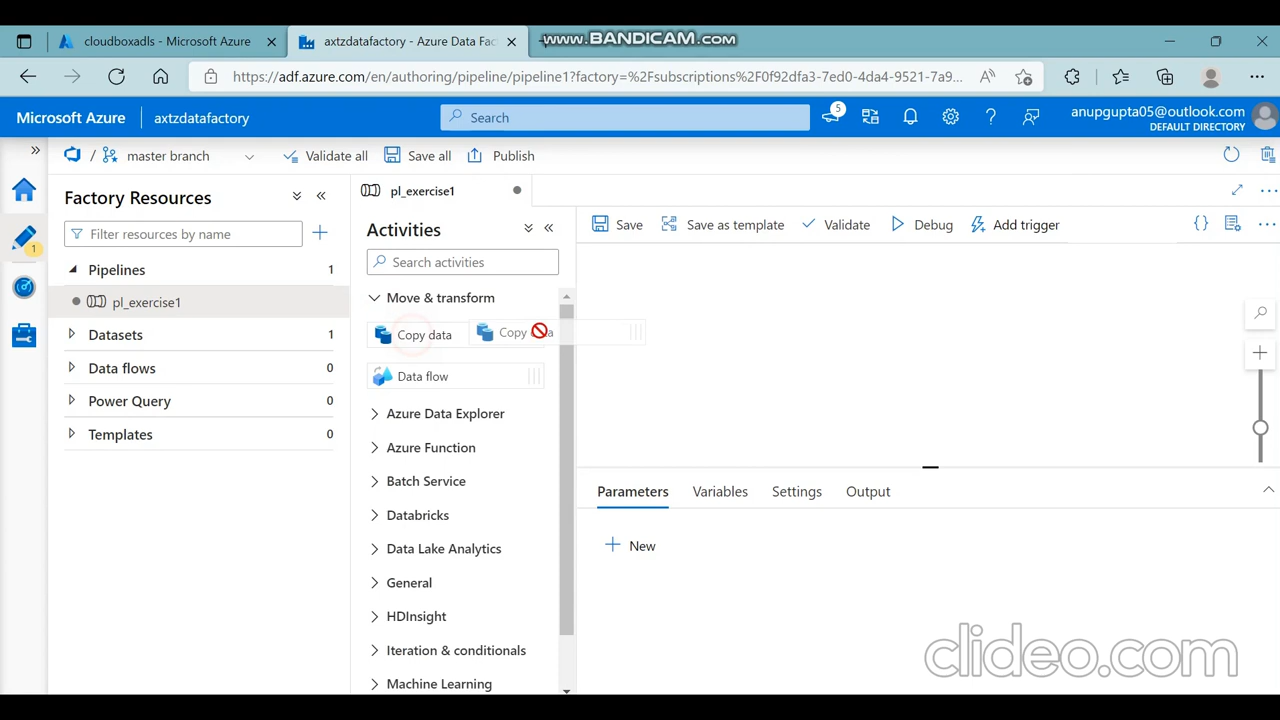 cloudboxadls - Microsoft Azure
axtzdatafactory - Azure Data Fac
www.BANDICAM.com
https://adf.azure.com/en/authoring/pipeline/pipeline1?factory=%2Fsubscriptions%2F0f92dfa3-7ed0-4da4-9521-7a9...
Microsoft Azure
axtzdatafactory
Search
5
anupgupta05@outlook.com
DEFAULT DIRECTORY
/ master branch
Validate all
Save all
Publish
Factory Resources
pl_exercise1
Filter resources by name
Activities
Save
Save as template
Validate
Debug
Add trigger
1
Search activities
Pipelines 1
Move & transform
pl_exercise1
Datasets 1
Copy data
Copy data
Data flows 0
Data flow
Power Query 0
Azure Data Explorer
Templates 0
Azure Function
Batch Service
Databricks
Data Lake Analytics
General
HDInsight
Iteration & conditionals
Machine Learning
Parameters
Variables
Settings
Output
New
clideo.com